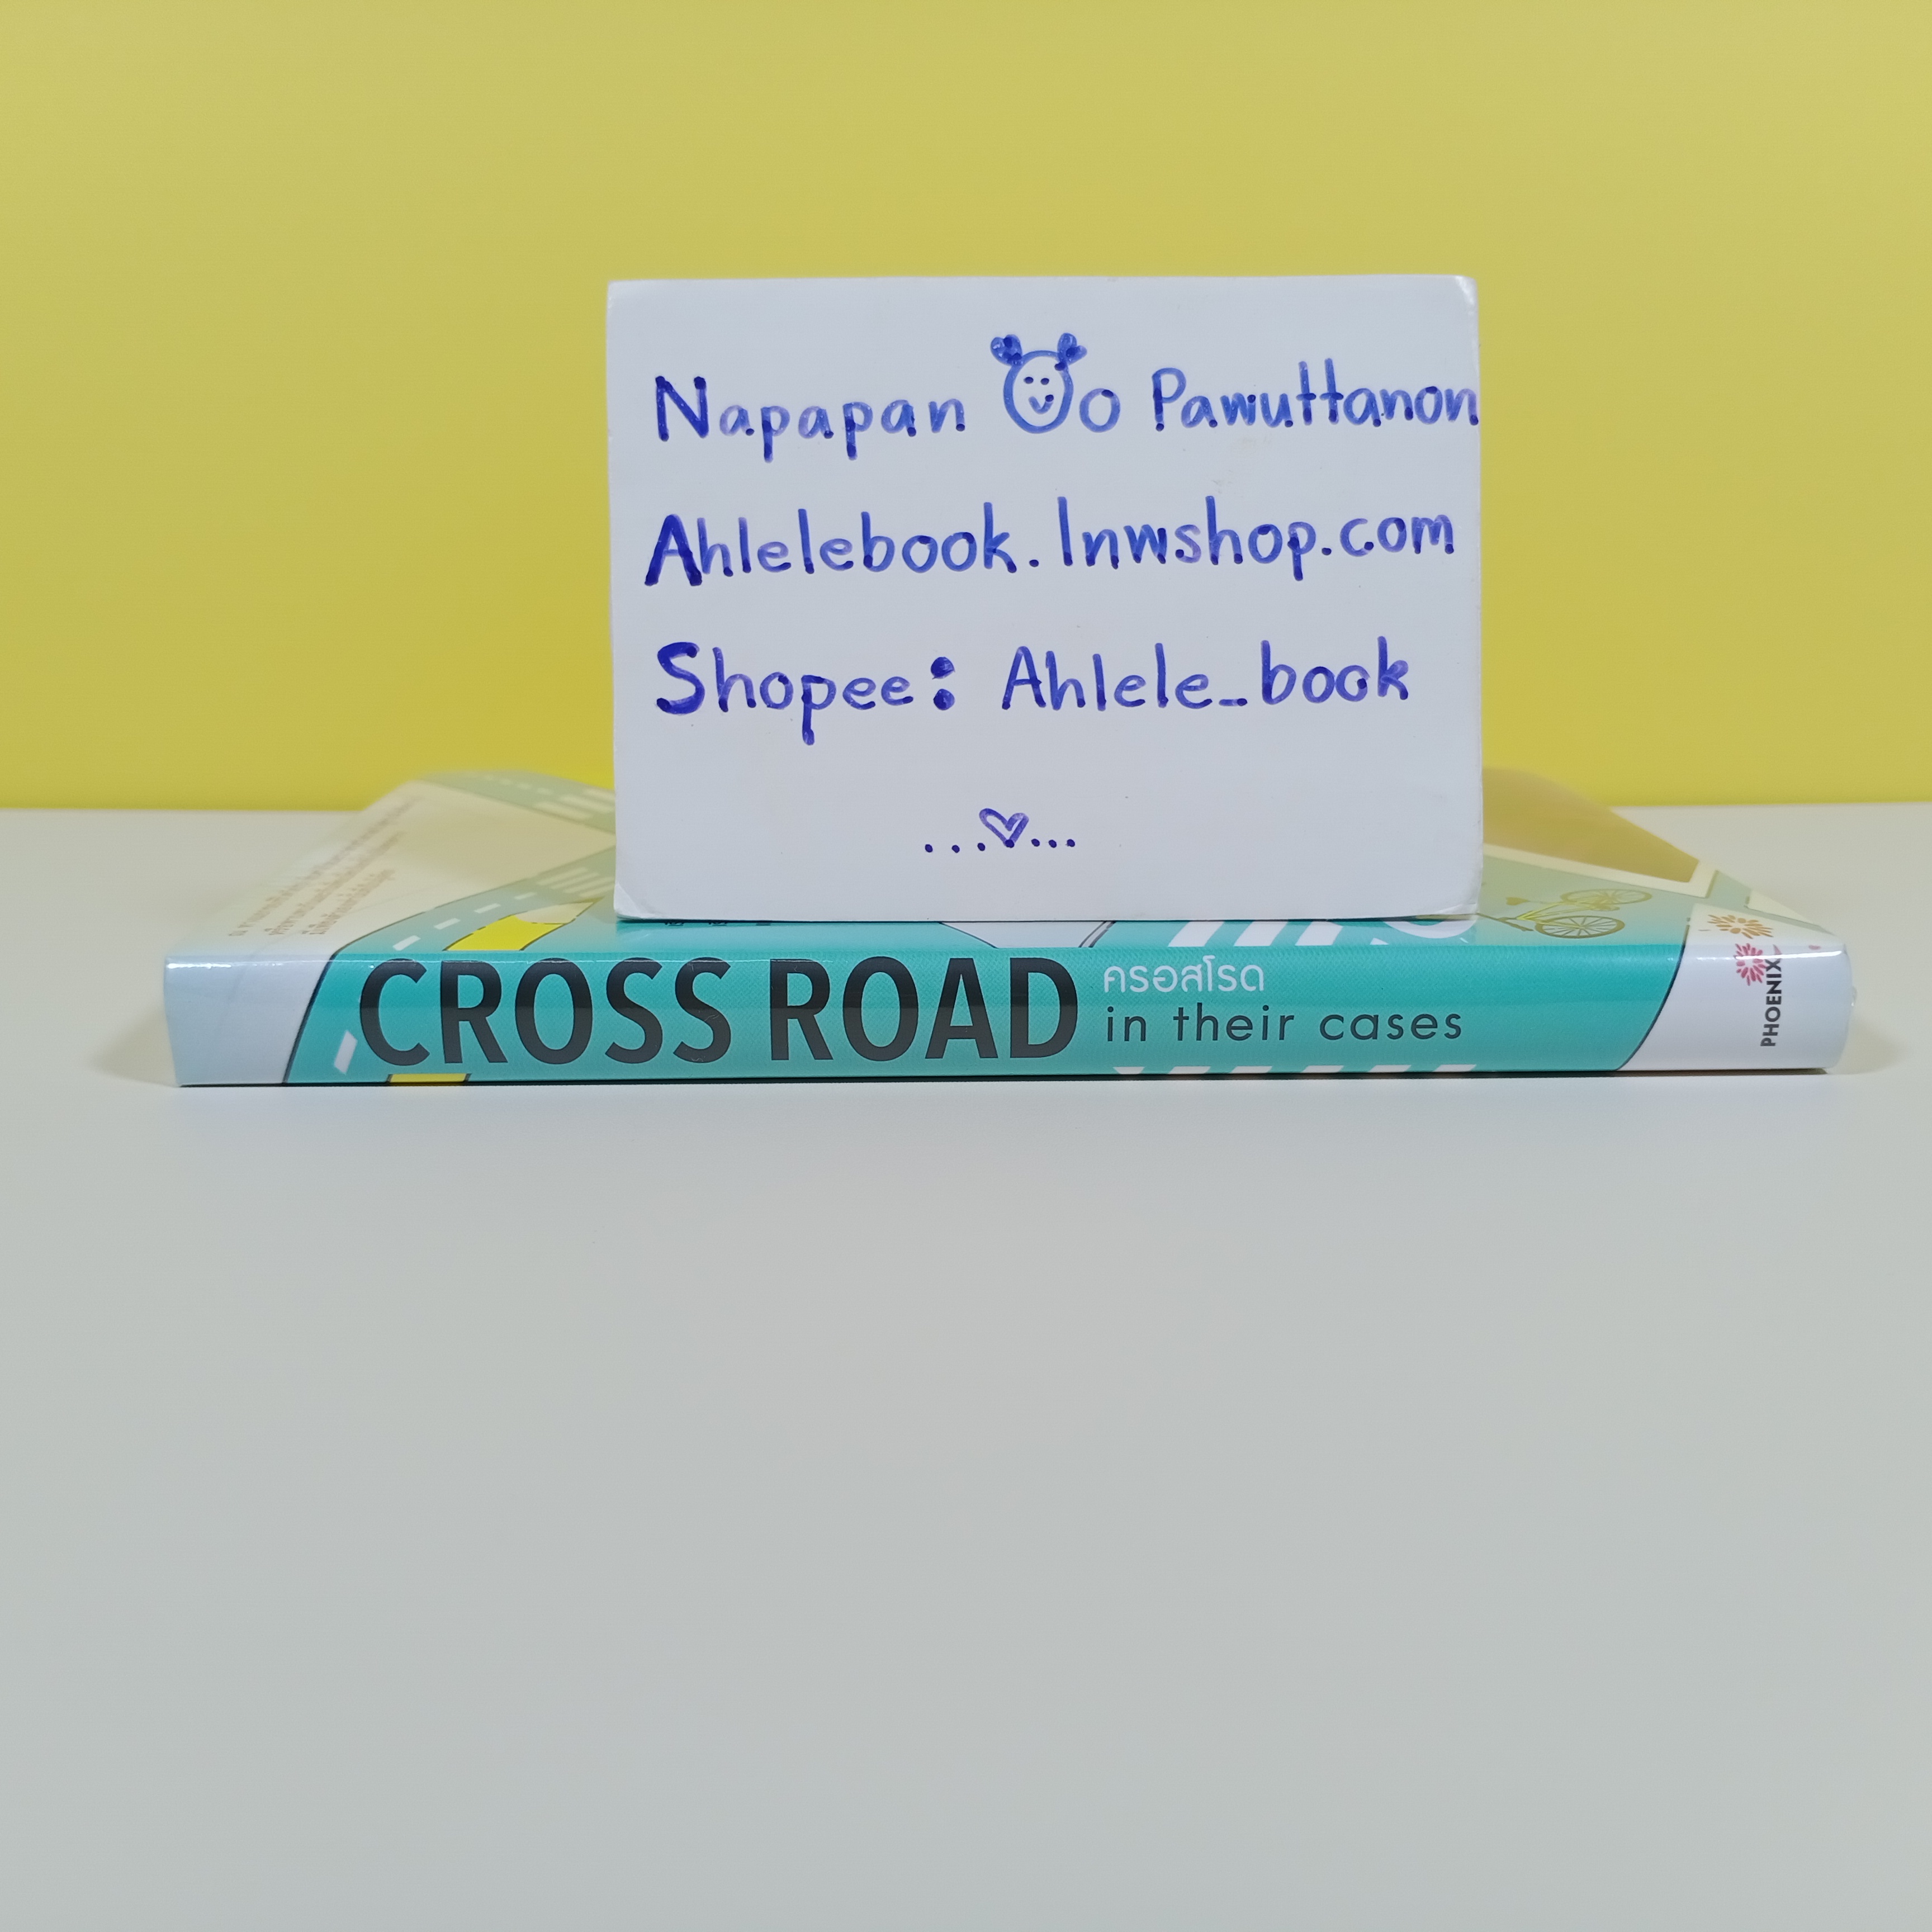 Napapan Oo Pawuttanon
Ahlelebook.lnwshop.com
Shopee: Ahlele_book
...♡...
CROSS ROAD
ครอสโรด
in their cases
PHOENIX